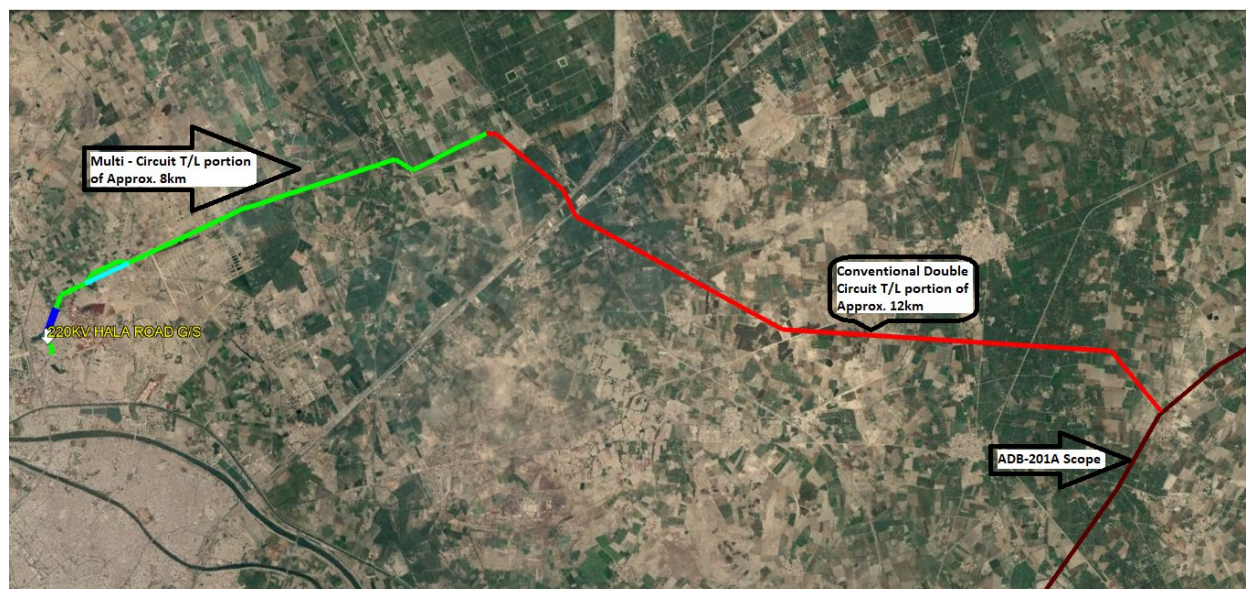 Multi - Circuit T/L portion
of Approx. 8km
Conventional Double
Circuit T/L portion of
Approx. 12km
220KV HALA ROAD G/S
ADB-201A Scope